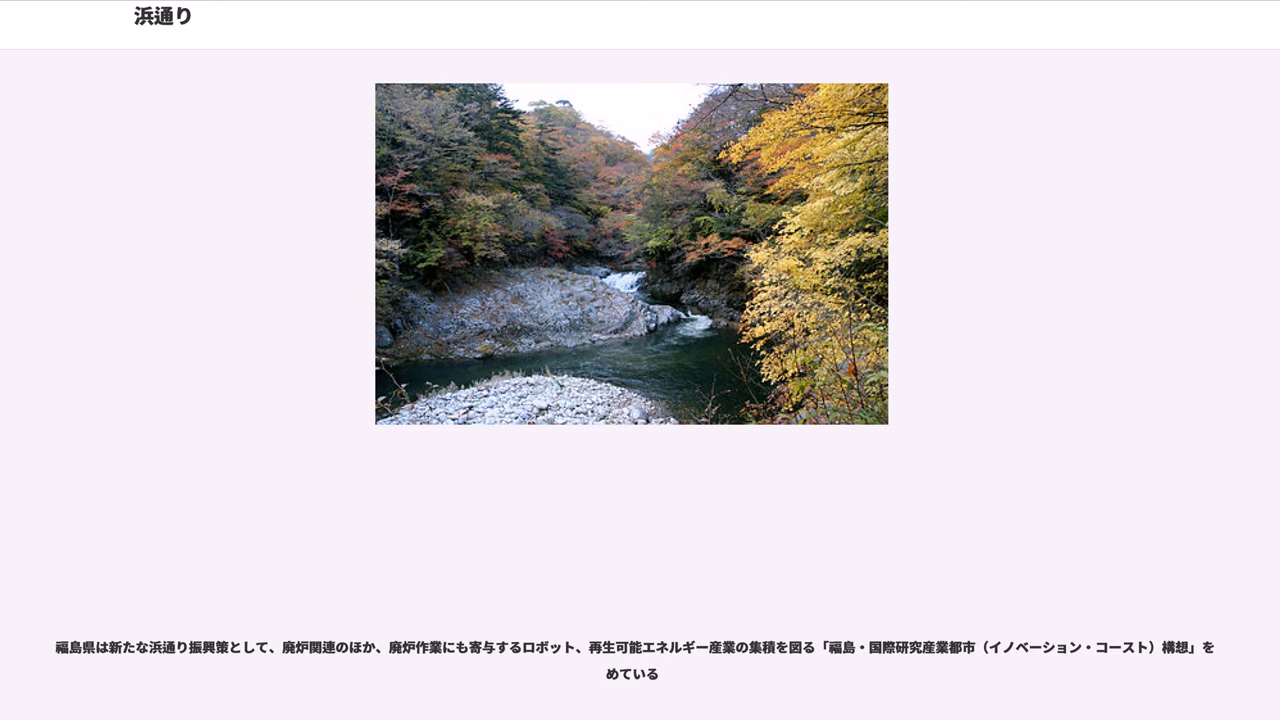 浜通り
福島県は新たな浜通り振興策として、廃炉関連のほか、廃炉作業にも寄与するロボット、再生可能エネルギー産業の集積を図る「福島・国際研究産業都市（イノベーション・コースト）構想」を
めている